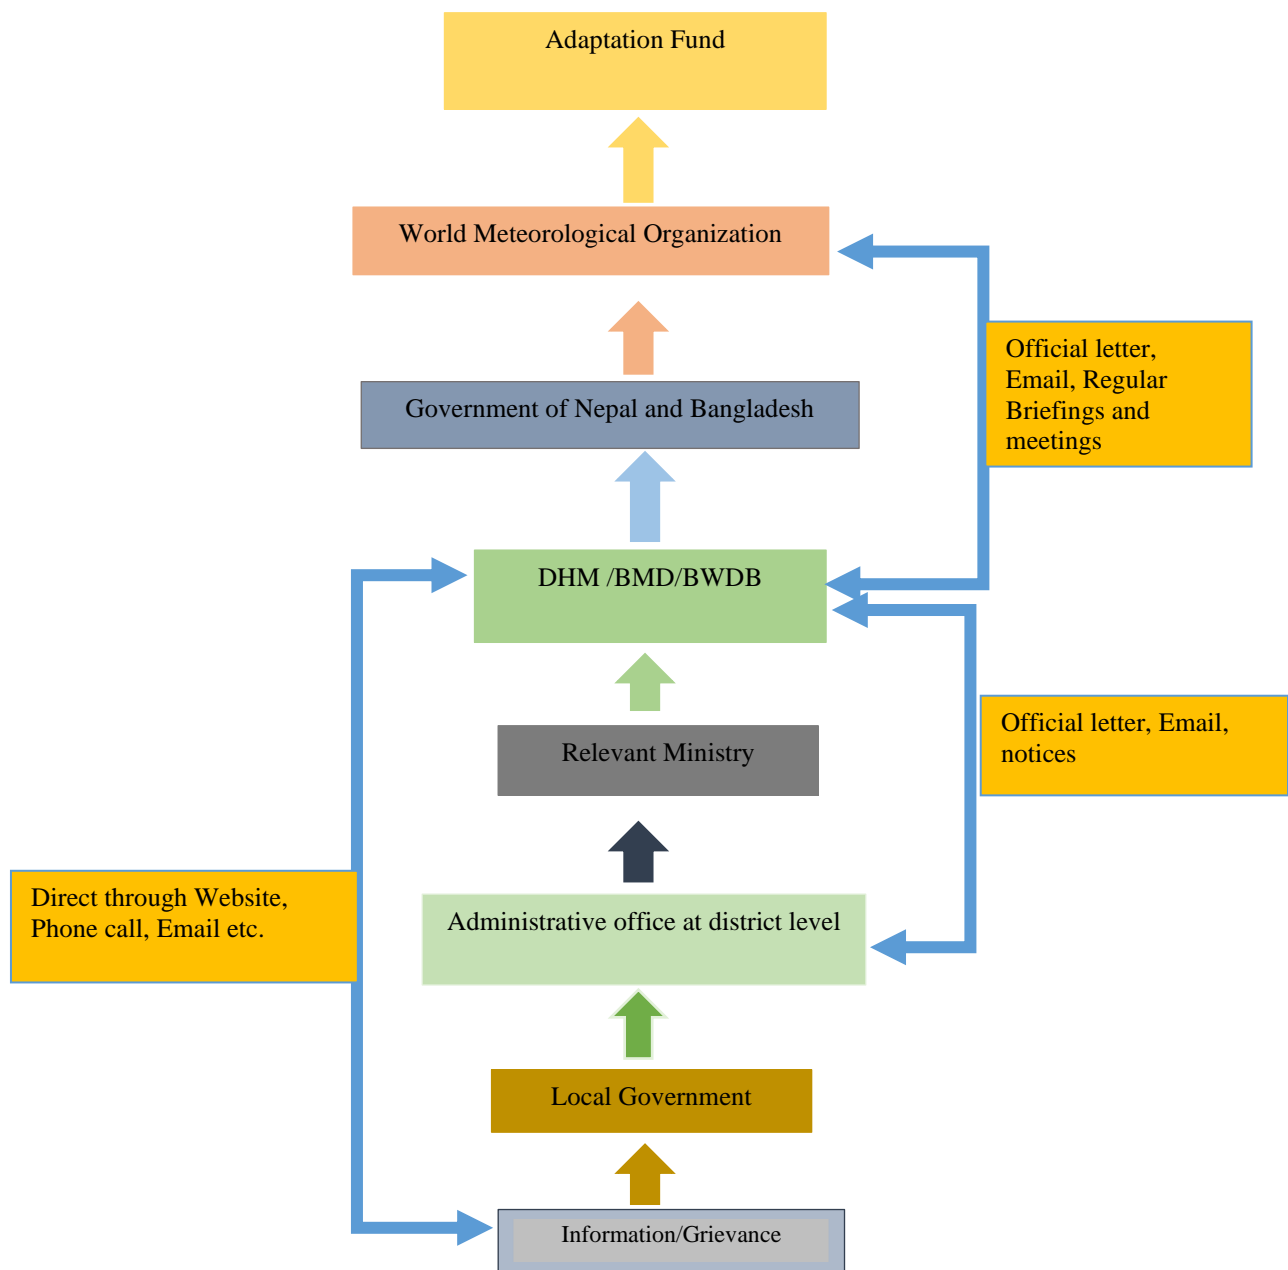 Adaptation Fund
World Meteorological Organization
Official letter,
Email, Regular
Briefings and
meetings
Government of Nepal and Bangladesh
DHM /BMD/BWDB
Official letter, Email,
notices
Relevant Ministry
Direct through Website,
Phone call, Email etc.
Administrative office at district level
Local Government
Information/Grievance